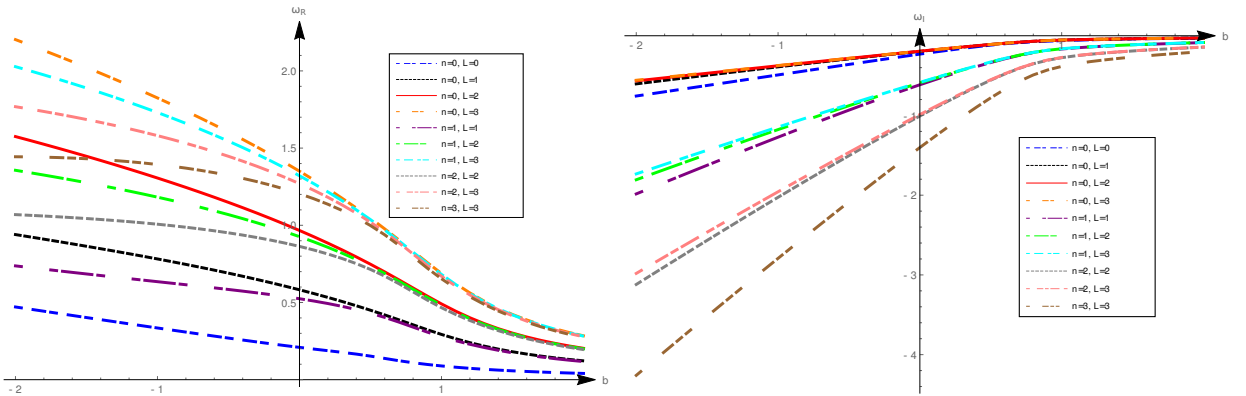 ω_R
2.0
1.5
1.0
0.5
- 2
- 1
1
b
n=0, L=0
n=0, L=1
n=0, L=2
n=0, L=3
n=1, L=1
n=1, L=2
n=1, L=3
n=2, L=2
n=2, L=3
n=3, L=3
ω_I
- 2
- 1
b
- 2
- 3
- 4
n=0, L=0
n=0, L=1
n=0, L=2
n=0, L=3
n=1, L=1
n=1, L=2
n=1, L=3
n=2, L=2
n=2, L=3
n=3, L=3